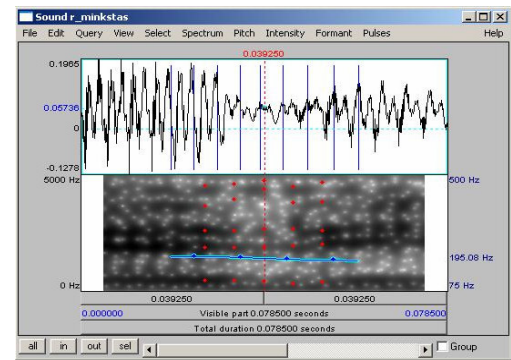 Sound r_minkstas
File Edit Query View Select Spectrum Pitch Intensity Formant Pulses Help
0.039250
0.1965
0.05736
0
-0.1278
5000 Hz 500 Hz
195.08 Hz
0 Hz 75 Hz
0.039250 0.039250
0.000000 Visible part 0.078500 seconds 0.078500
Total duration 0.078500 seconds
all in out sel Group